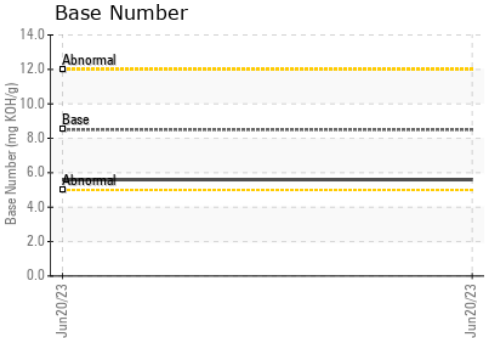 Base Number
14.0
Abnormal
12.0
10.0
Base
8.0
6.0
Abnormal
4.0
2.0
0.0
Base Number (mg KOH/g)
Jun20/23
Jun20/23